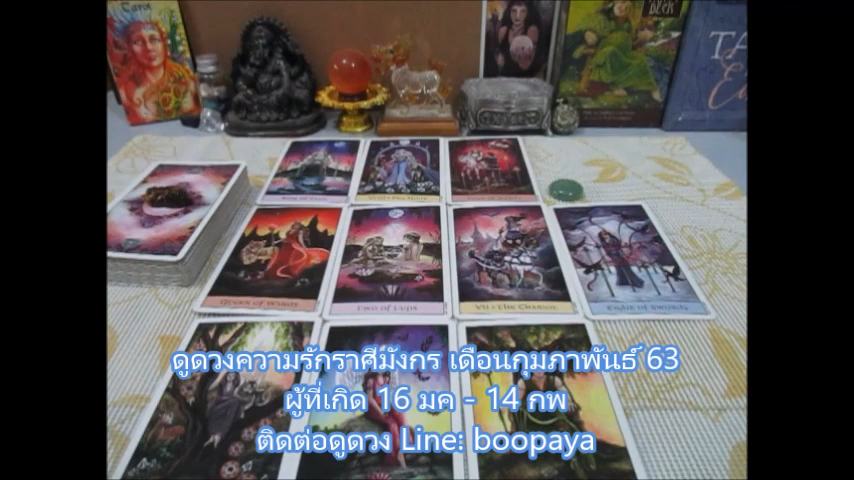 Tarot
DECK
TA
Queen of Wands
Two of Cups
VII • The Chariot
Eight of Swords
ดูดวงความรักราศีมังกร เดือนกุมภาพันธ์ 63
ผู้ที่เกิด 16 มค - 14 กพ
ติดต่อดูดวง Line: boopaya